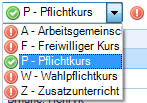 P - Pflichtkurs
A - Arbeitsgemeinsc
F - Freiwilliger Kurs
P - Pflichtkurs
W - Wahlpflichtkurs
Z - Zusatzunterricht